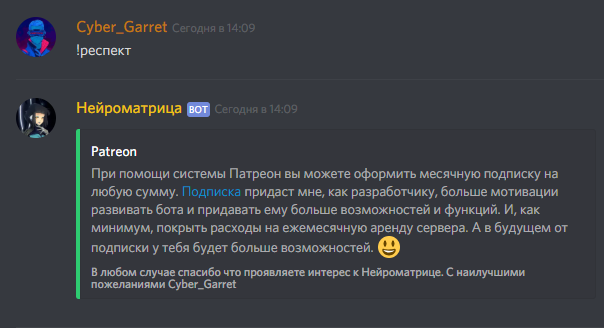 Cyber_Garret Сегодня в 14:09
!респект
Нейроматрица БОТ Сегодня в 14:09
Patreon
При помощи системы Патреон вы можете оформить месячную подписку на
любую сумму. Подписка придаст мне, как разработчику, больше мотивации
развивать бота и придавать ему больше возможностей и функций. И, как
минимум, покрыть расходы на ежемесячную аренду сервера. А в будущем от
подписки у тебя будет больше возможностей.
В любом случае спасибо что проявляете интерес к Нейроматрице. С наилучшими
пожеланиями Cyber_Garret